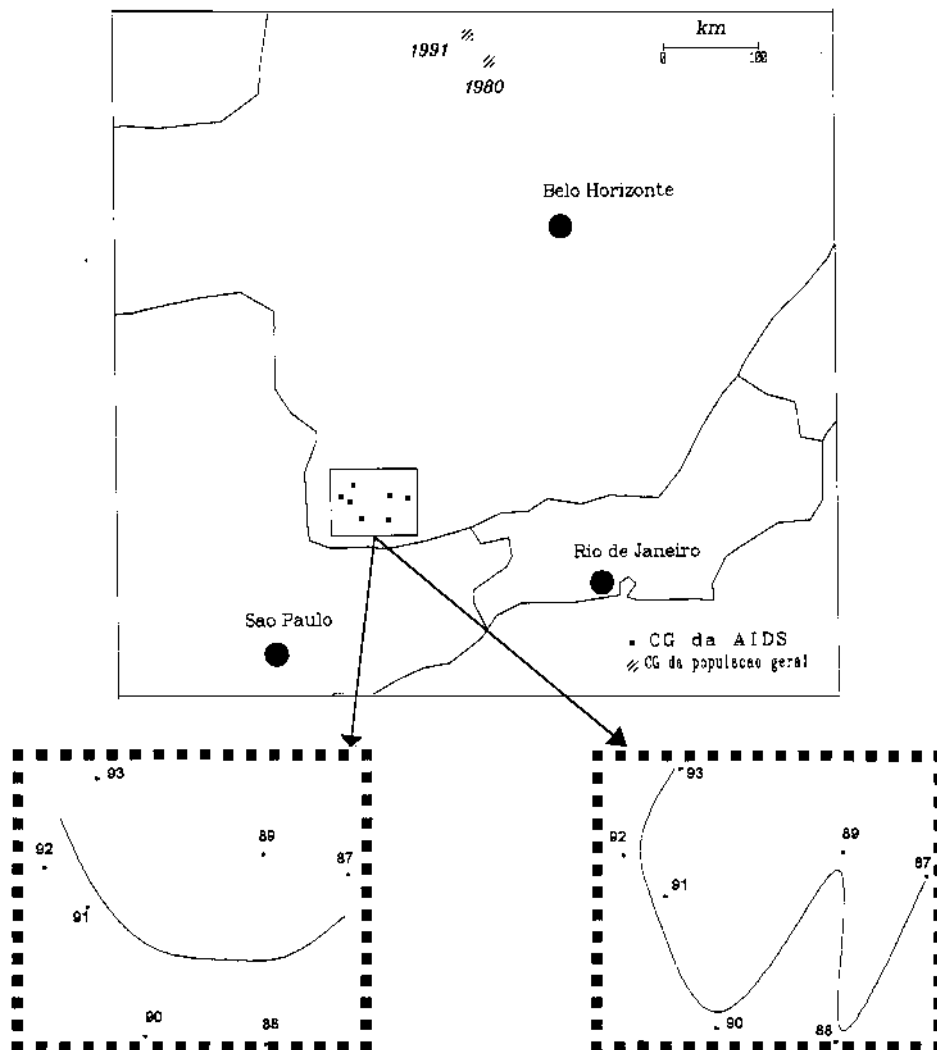 km
0 100
1991
1980
Belo Horizonte
Rio de Janeiro
Sao Paulo
▪ CG da AIDS
CG da populacao geral
93
89
92
87
91
90
88
93
89
92
87
91
90
88